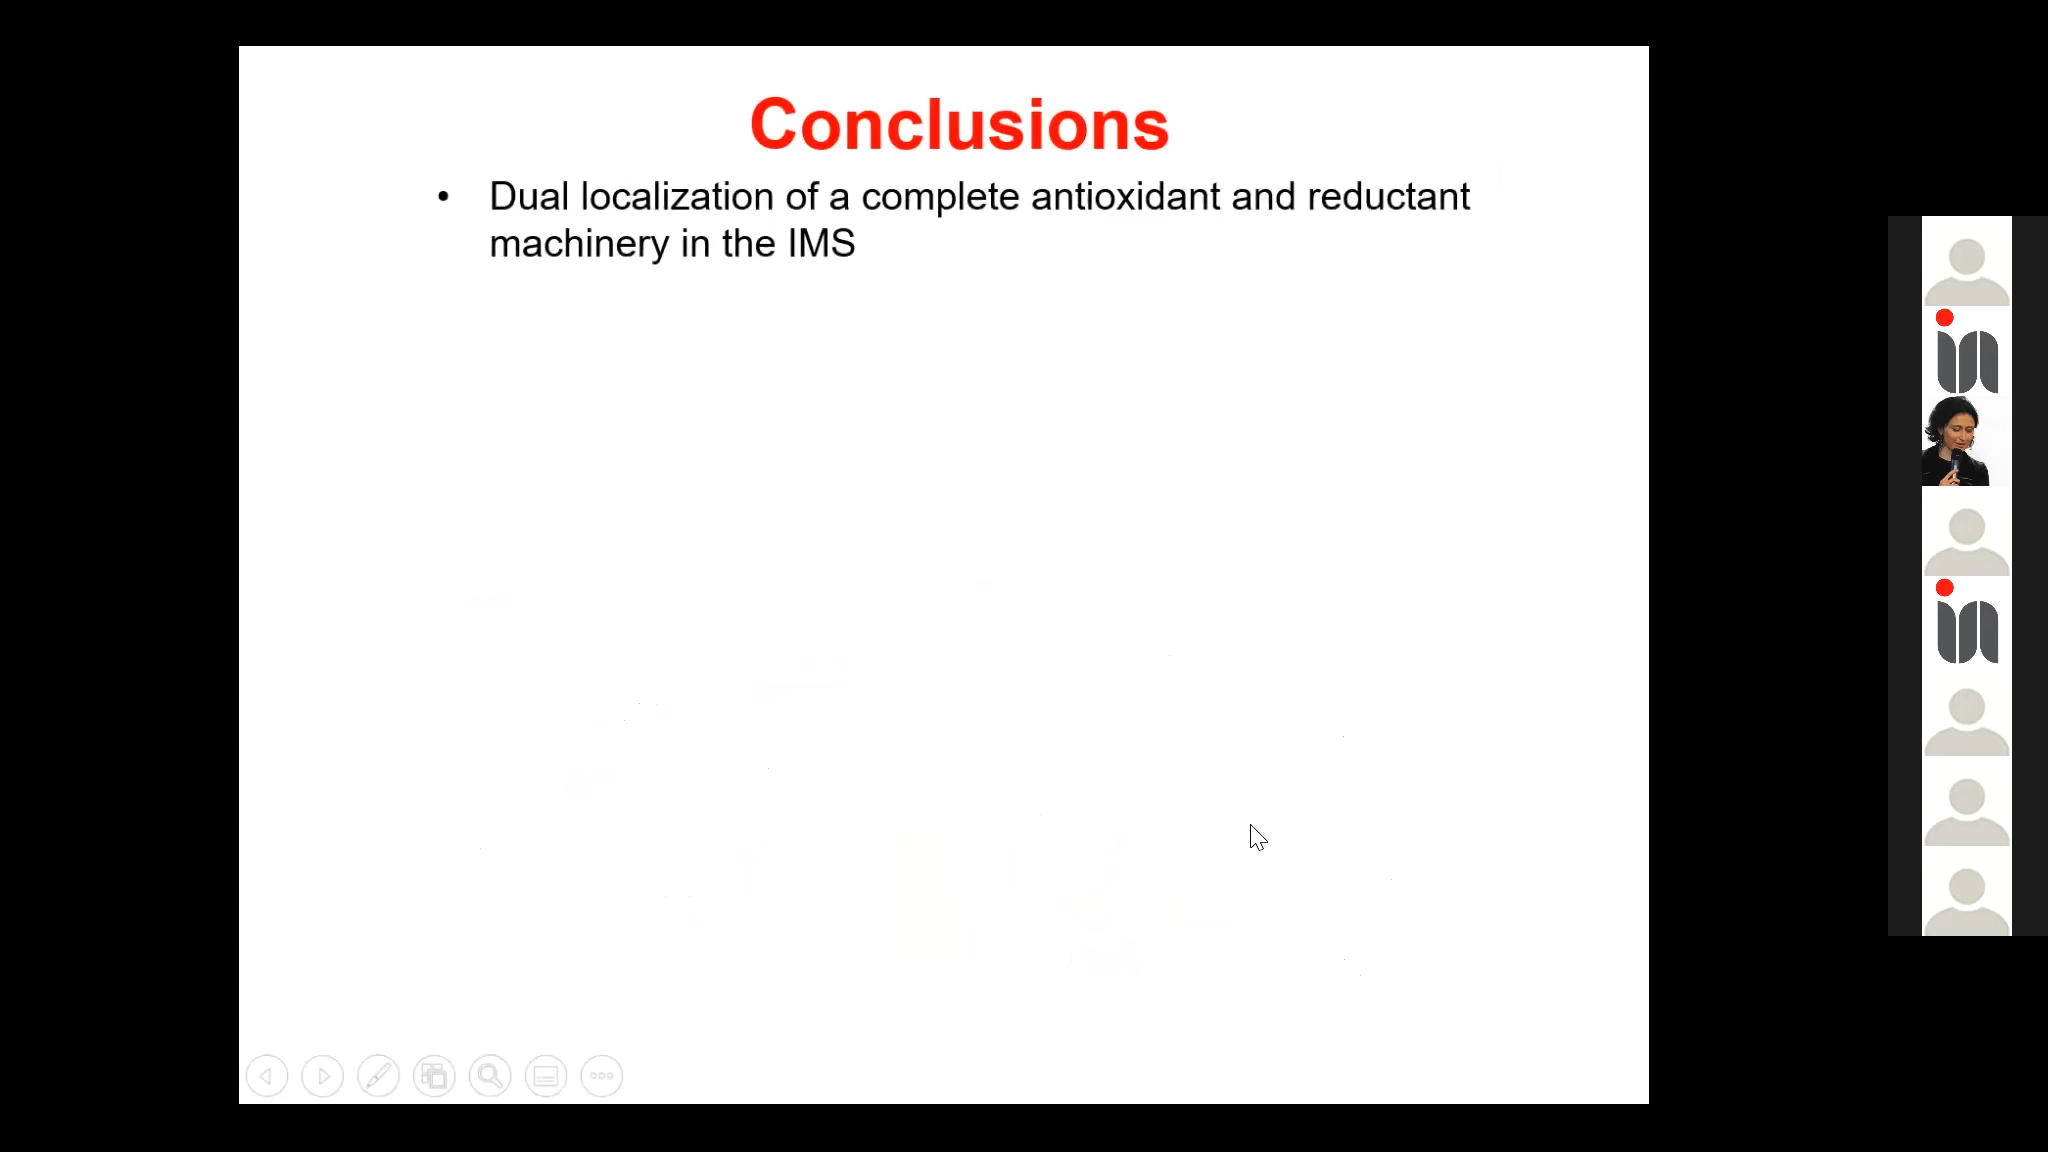 Conclusions
• Dual localization of a complete antioxidant and reductant
machinery in the IMS